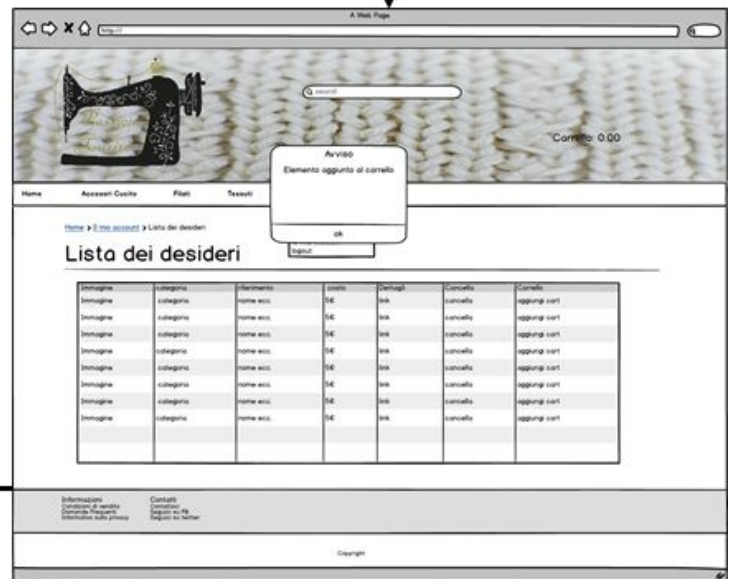 A Web Page
http://
search
Carrello: 0.00
Avviso
Elemento aggiunto al carrello
ok
Home Accessori Cucito Filati Tessuti
logout
Home > Il mio account > Lista dei desideri
Lista dei desideri
Immagine categoria riferimento costo Dettagli Cancella Carrello
Immagine categoria nome ecc. 5€ link cancella aggiungi cart
Immagine categoria nome ecc. 5€ link cancella aggiungi cart
Immagine categoria nome ecc. 5€ link cancella aggiungi cart
Immagine categoria nome ecc. 5€ link cancella aggiungi cart
Immagine categoria nome ecc. 5€ link cancella aggiungi cart
Immagine categoria nome ecc. 5€ link cancella aggiungi cart
Immagine categoria nome ecc. 5€ link cancella aggiungi cart
Immagine categoria nome ecc. 5€ link cancella aggiungi cart
Informazioni Contatti
Condizioni di vendita Contattaci
Domande Frequenti Seguici su FB
Informativa sulla privacy Seguici su twitter
Copyright